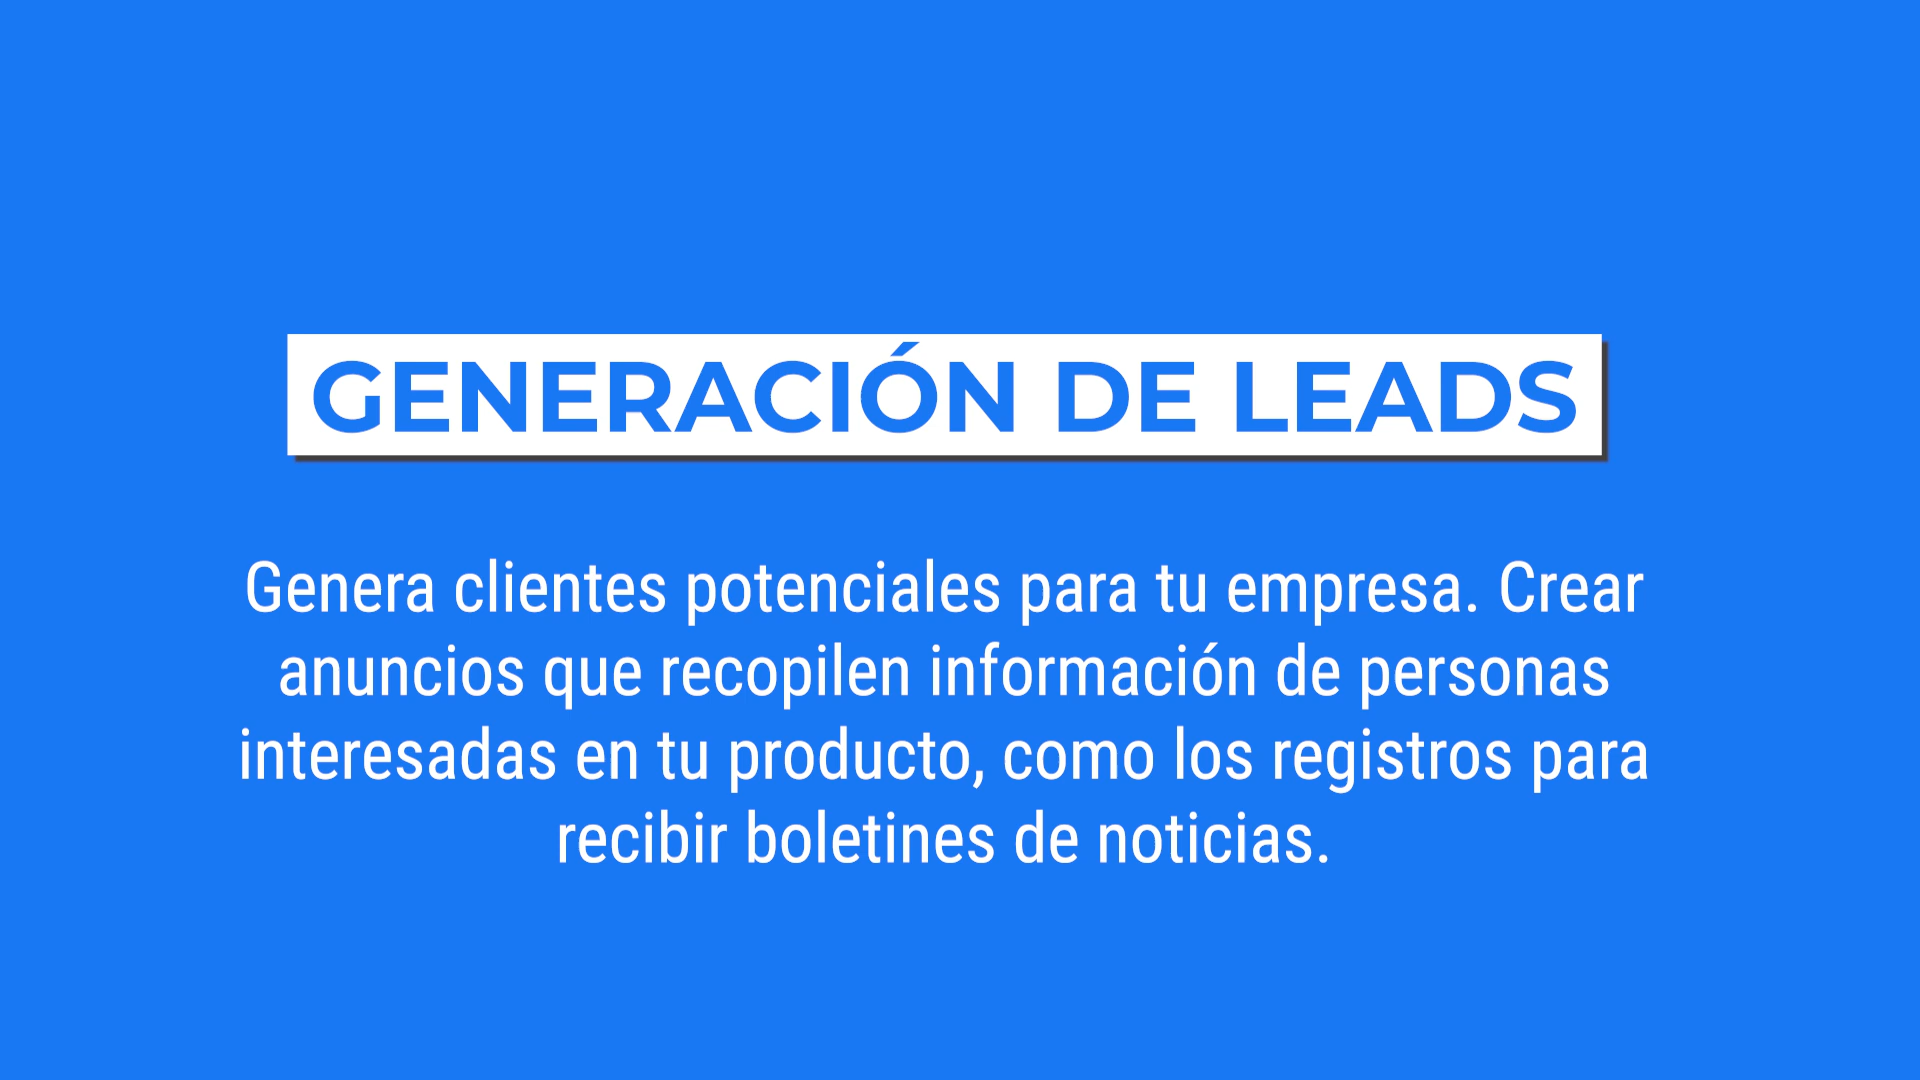 GENERACIÓN DE LEADS
Genera clientes potenciales para tu empresa. Crear
anuncios que recopilen información de personas
interesadas en tu producto, como los registros para
recibir boletines de noticias.